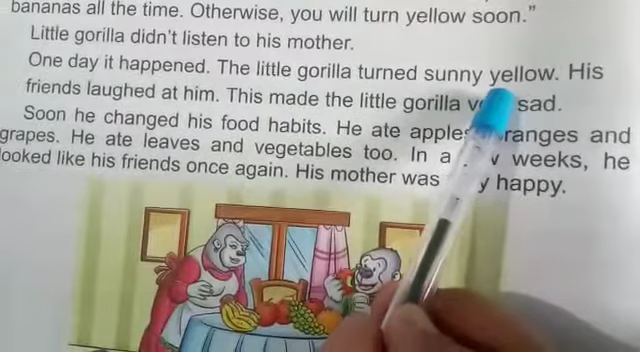 bananas all the time. Otherwise, you will turn yellow soon."
Little gorilla didn't listen to his mother.
One day it happened. The little gorilla turned sunny yellow. His
friends laughed at him. This made the little gorilla sad.
Soon he changed his food habits. He ate apples, and
grapes. He ate leaves and vegetables too. In a weeks, he
looked like his friends once again. His mother was happy.